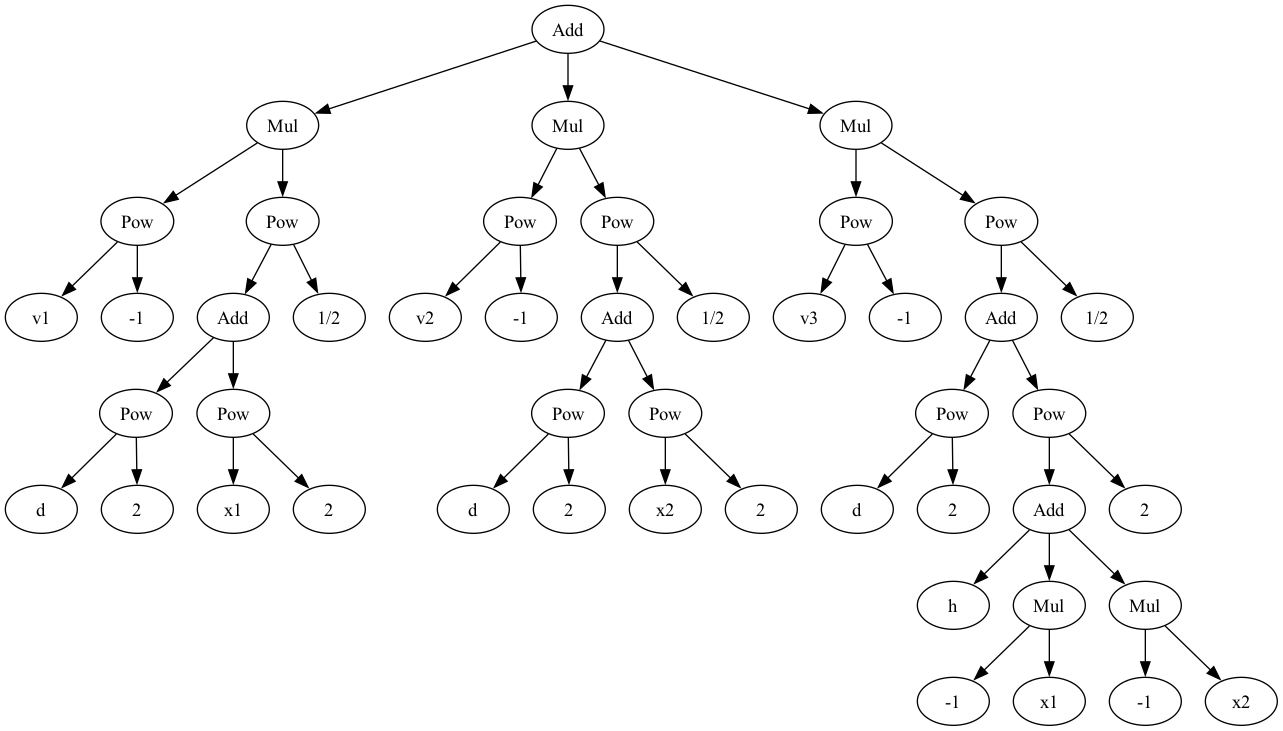 Add
Mul Mul Mul
Pow Pow Pow Pow Pow Pow
v1 -1 Add 1/2 v2 -1 Add 1/2 v3 -1 Add 1/2
Pow Pow Pow Pow Pow Pow
d 2 x1 2 d 2 x2 2 d 2 Add 2
h Mul Mul
-1 x1 -1 x2